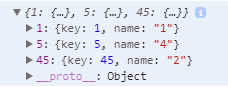 ▼ {1: {…}, 5: {…}, 45: {…}} i
▶ 1: {key: 1, name: "1"}
▶ 5: {key: 5, name: "4"}
▶ 45: {key: 45, name: "2"}
▶ __proto__: Object